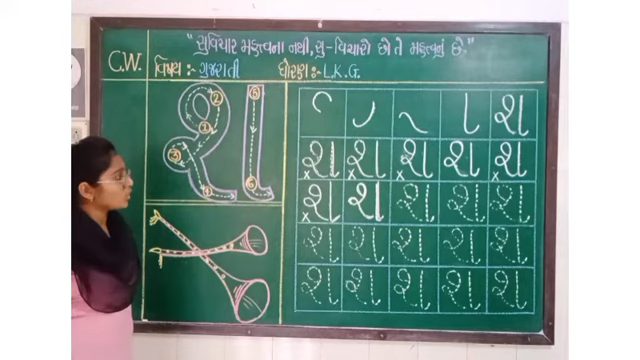 "સુવિચાર મહત્ત્વના નથી, સુ - વિચારો છો તે મહત્ત્વનું છે."
C.W. વિષય :- ગુજરાતી ધોરણ :- L.K.G.
શ
શ શ શ શ શ
શ શ શ શ શ
શ શ શ શ શ
શ શ શ શ શ